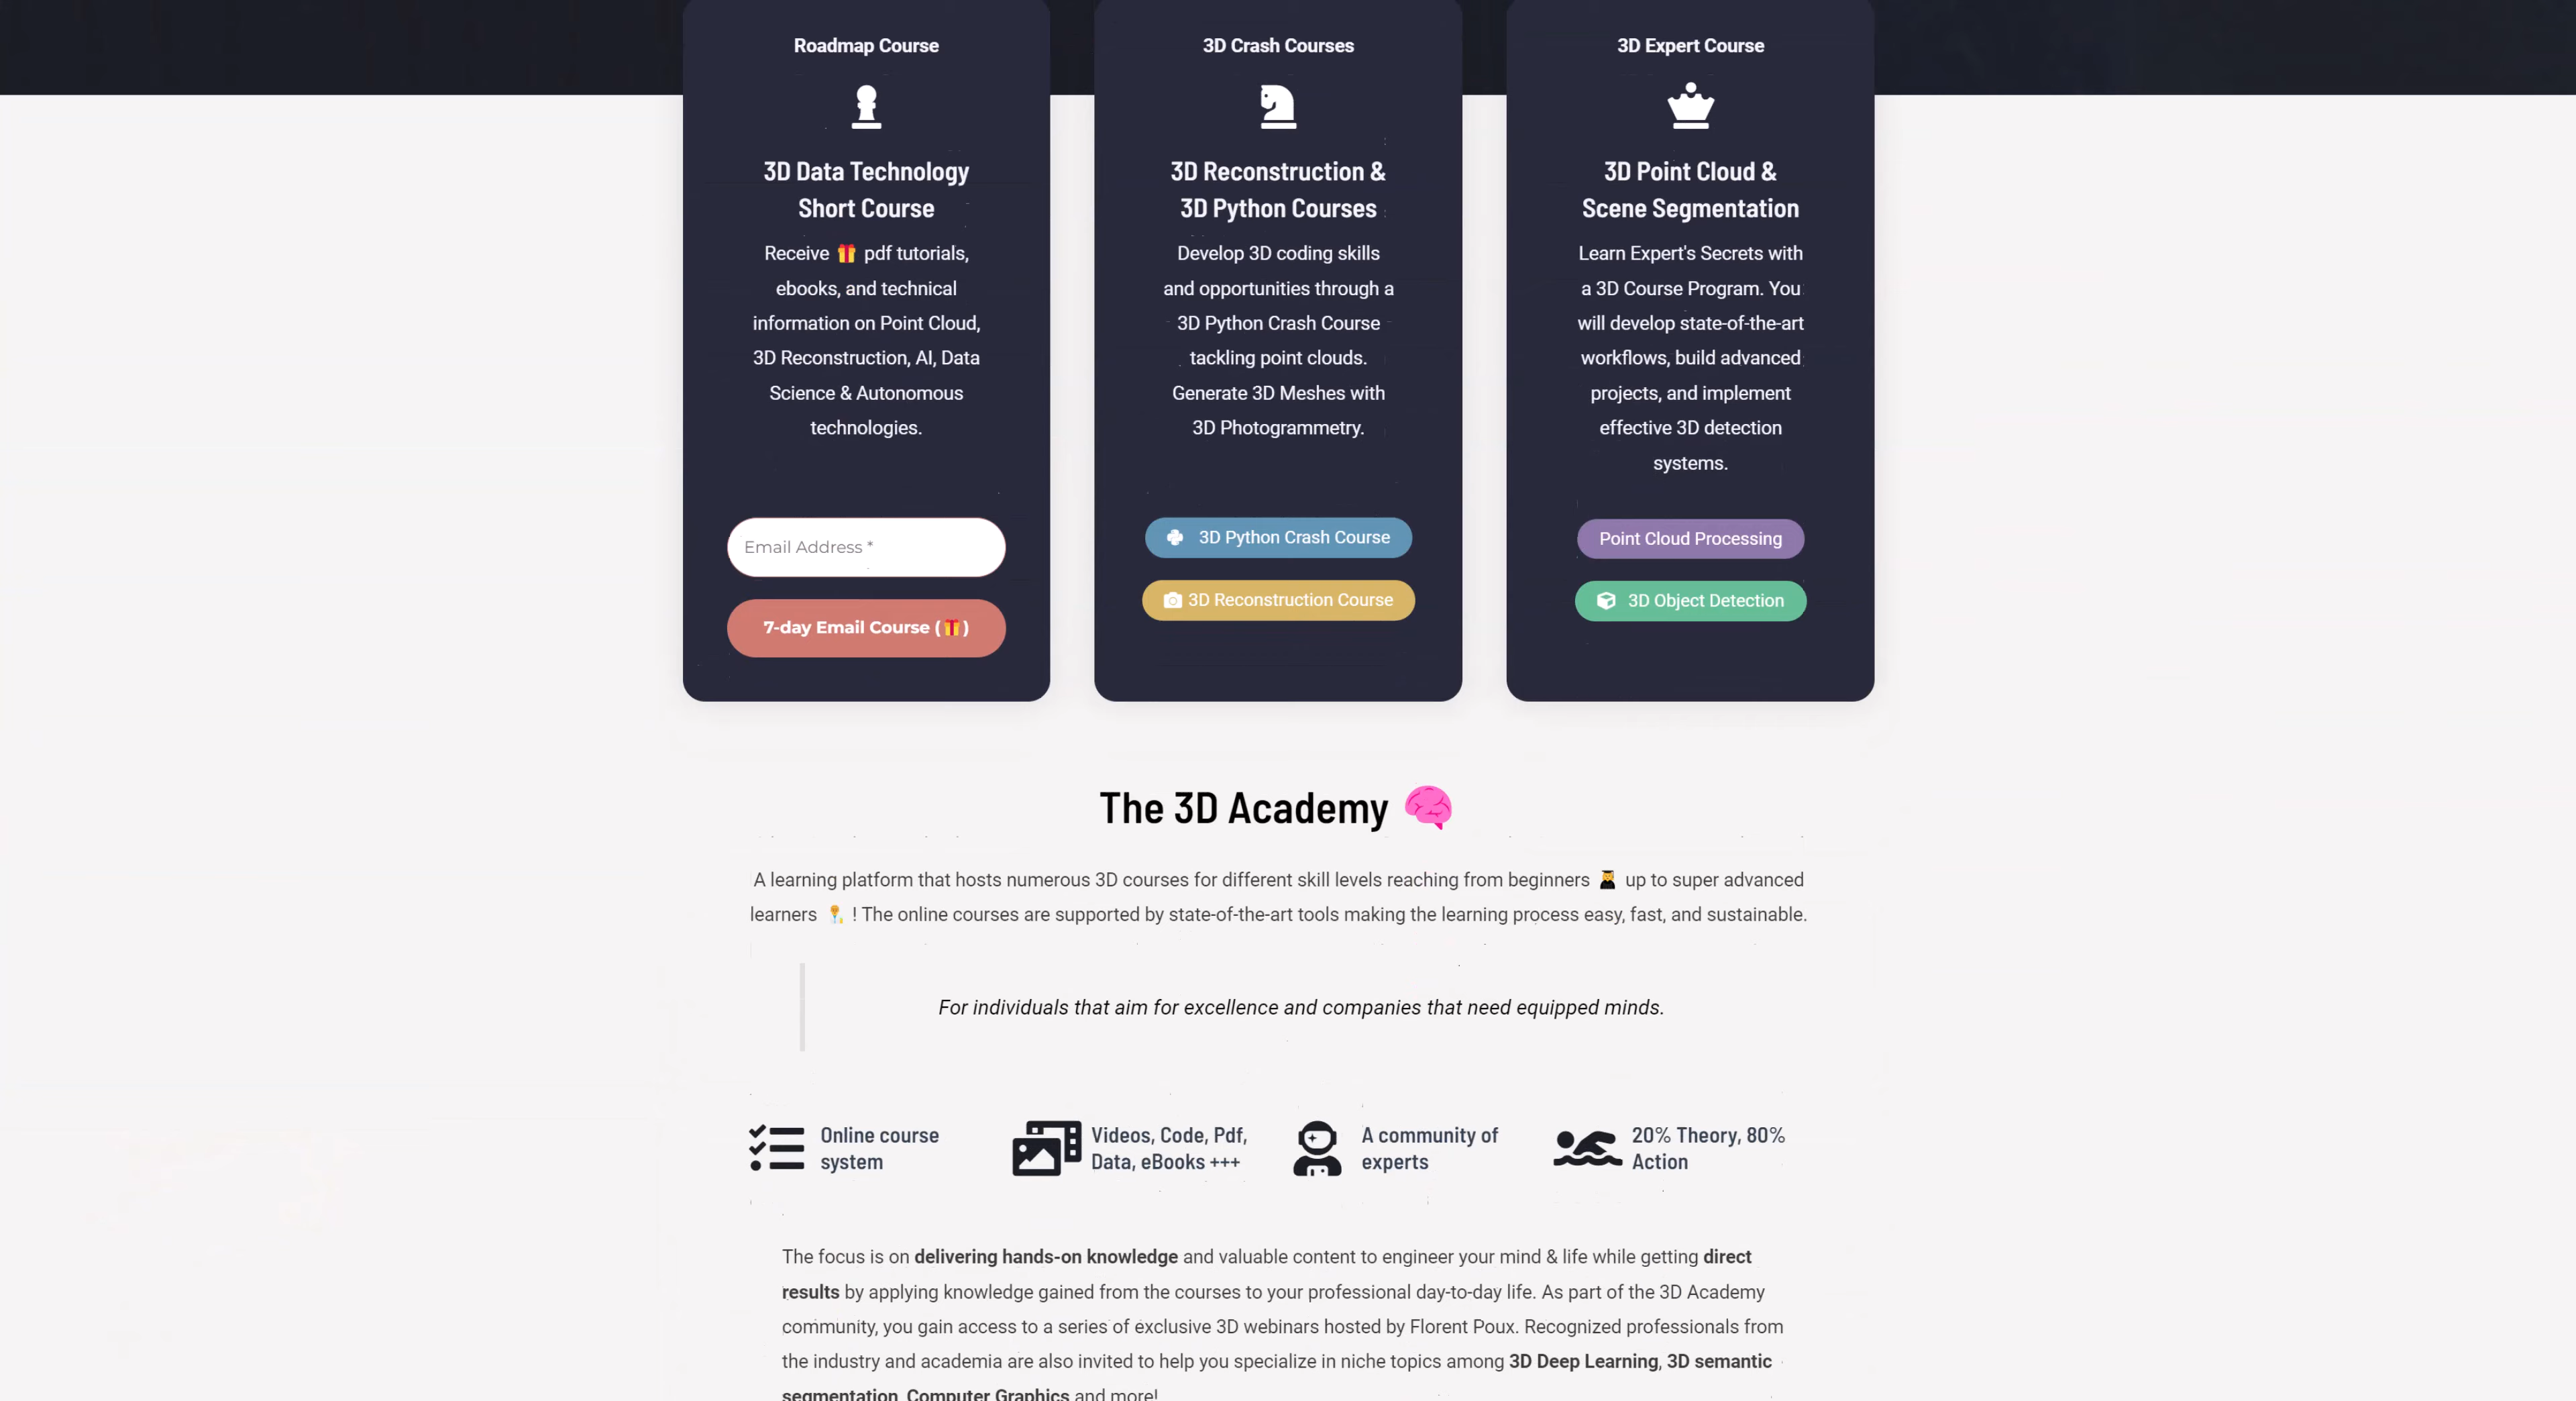 Roadmap Course
3D Data Technology
Short Course
Receive 🎁 pdf tutorials,
ebooks, and technical
information on Point Cloud,
3D Reconstruction, AI, Data
Science & Autonomous
technologies.
Email Address *
7-day Email Course (🎁)
3D Crash Courses
3D Reconstruction &
3D Python Courses
Develop 3D coding skills
and opportunities through a
3D Python Crash Course
tackling point clouds.
Generate 3D Meshes with
3D Photogrammetry.
3D Python Crash Course
3D Reconstruction Course
3D Expert Course
3D Point Cloud &
Scene Segmentation
Learn Expert's Secrets with
a 3D Course Program. You
will develop state-of-the-art
workflows, build advanced
projects, and implement
effective 3D detection
systems.
Point Cloud Processing
3D Object Detection
The 3D Academy 🧠
A learning platform that hosts numerous 3D courses for different skill levels reaching from beginners 👩‍🎓 up to super advanced
learners 👨‍🔬 ! The online courses are supported by state-of-the-art tools making the learning process easy, fast, and sustainable.
For individuals that aim for excellence and companies that need equipped minds.
Online course
system
Videos, Code, Pdf,
Data, eBooks +++
A community of
experts
20% Theory, 80%
Action
The focus is on delivering hands-on knowledge and valuable content to engineer your mind & life while getting direct
results by applying knowledge gained from the courses to your professional day-to-day life. As part of the 3D Academy
community, you gain access to a series of exclusive 3D webinars hosted by Florent Poux. Recognized professionals from
the industry and academia are also invited to help you specialize in niche topics among 3D Deep Learning, 3D semantic
segmentation, Computer Graphics and more!